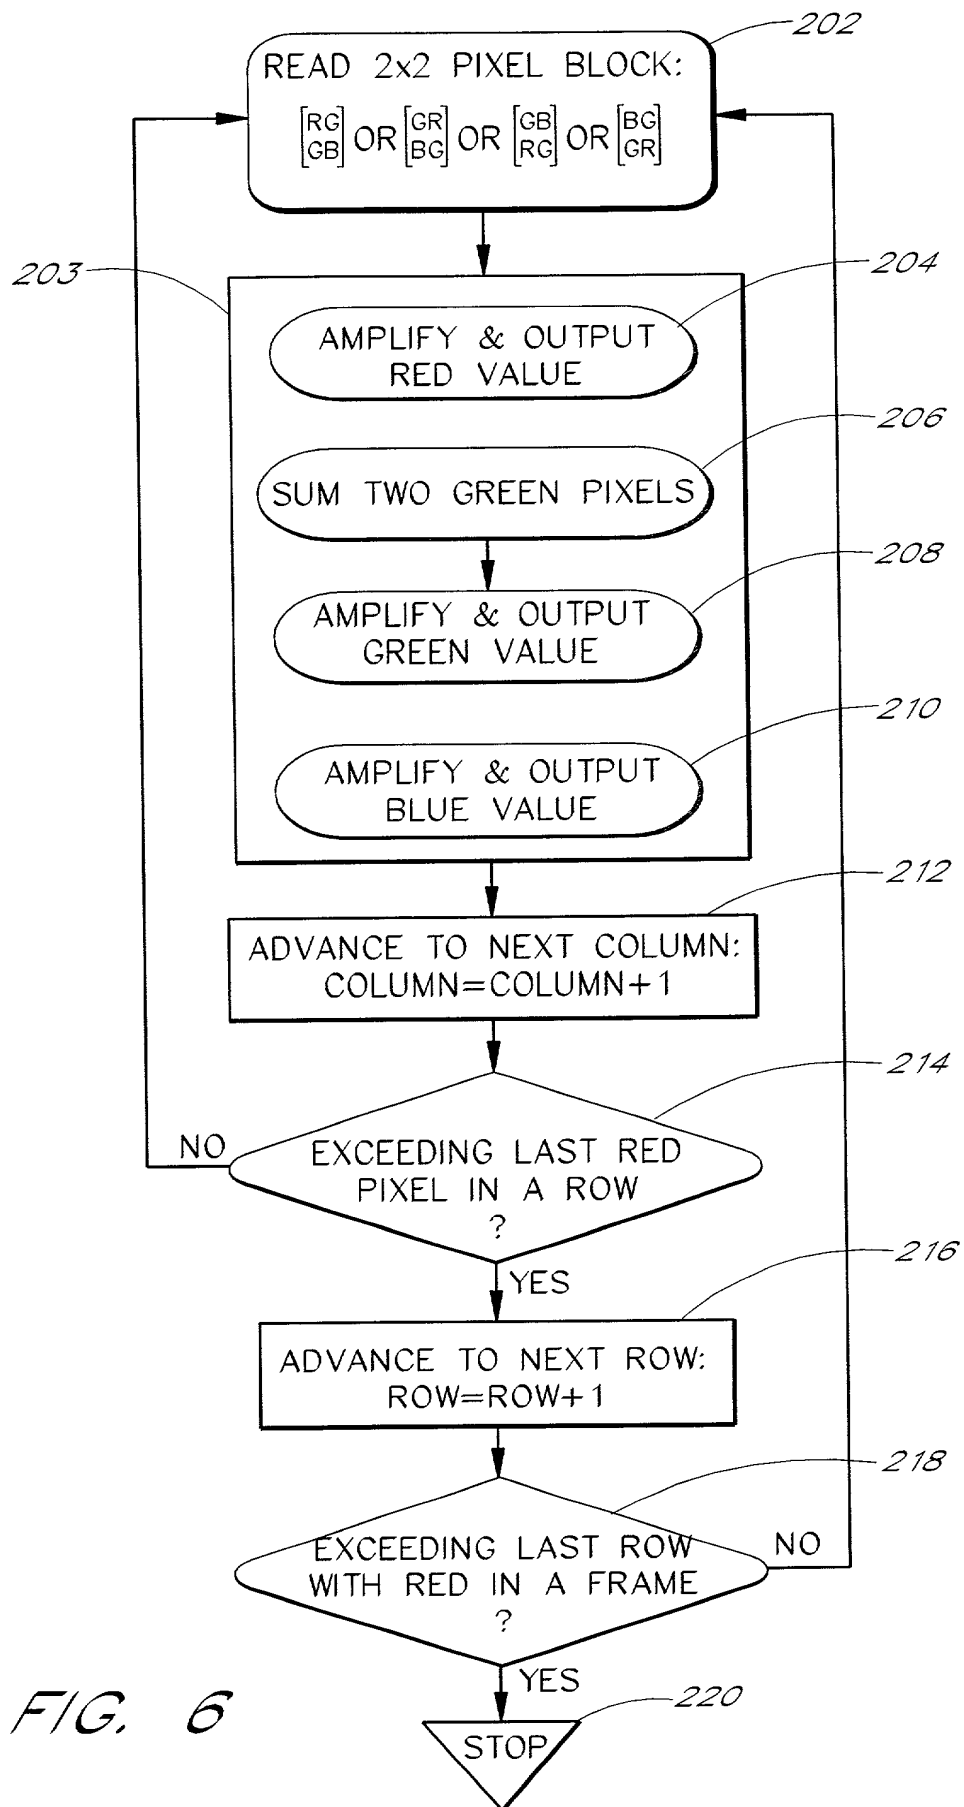 202
READ 2x2 PIXEL BLOCK:
[RG GB] OR [GR BG] OR [GB RG] OR [BG GR]
203
204
AMPLIFY & OUTPUT
RED VALUE
206
SUM TWO GREEN PIXELS
208
AMPLIFY & OUTPUT
GREEN VALUE
210
AMPLIFY & OUTPUT
BLUE VALUE
212
ADVANCE TO NEXT COLUMN:
COLUMN=COLUMN+1
214
NO
EXCEEDING LAST RED
PIXEL IN A ROW
?
YES
216
ADVANCE TO NEXT ROW:
ROW=ROW+1
218
EXCEEDING LAST ROW
WITH RED IN A FRAME
?
NO
YES
220
STOP
FIG. 6